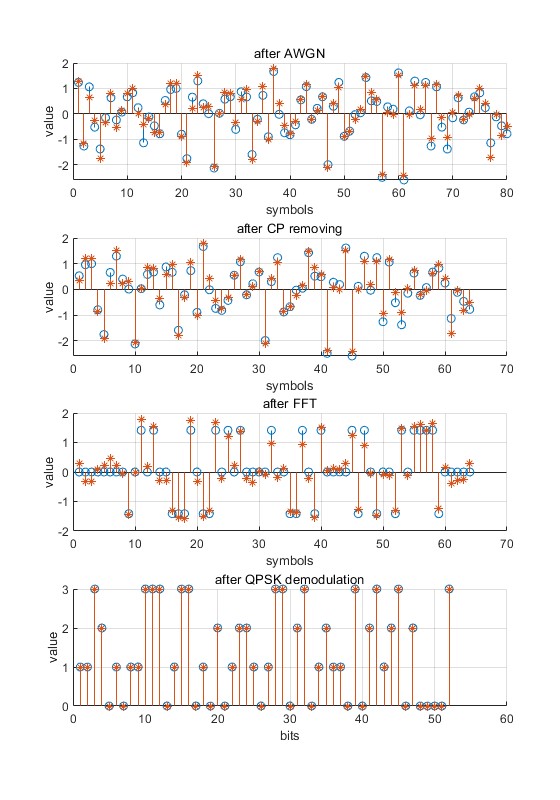 after AWGN
2
1
0
-1
-2
value
0 10 20 30 40 50 60 70 80
symbols
after CP removing
2
1
0
-1
-2
value
0 10 20 30 40 50 60 70
symbols
after FFT
2
1
0
-1
-2
value
0 10 20 30 40 50 60 70
symbols
after QPSK demodulation
3
2
1
0
value
0 10 20 30 40 50 60
bits